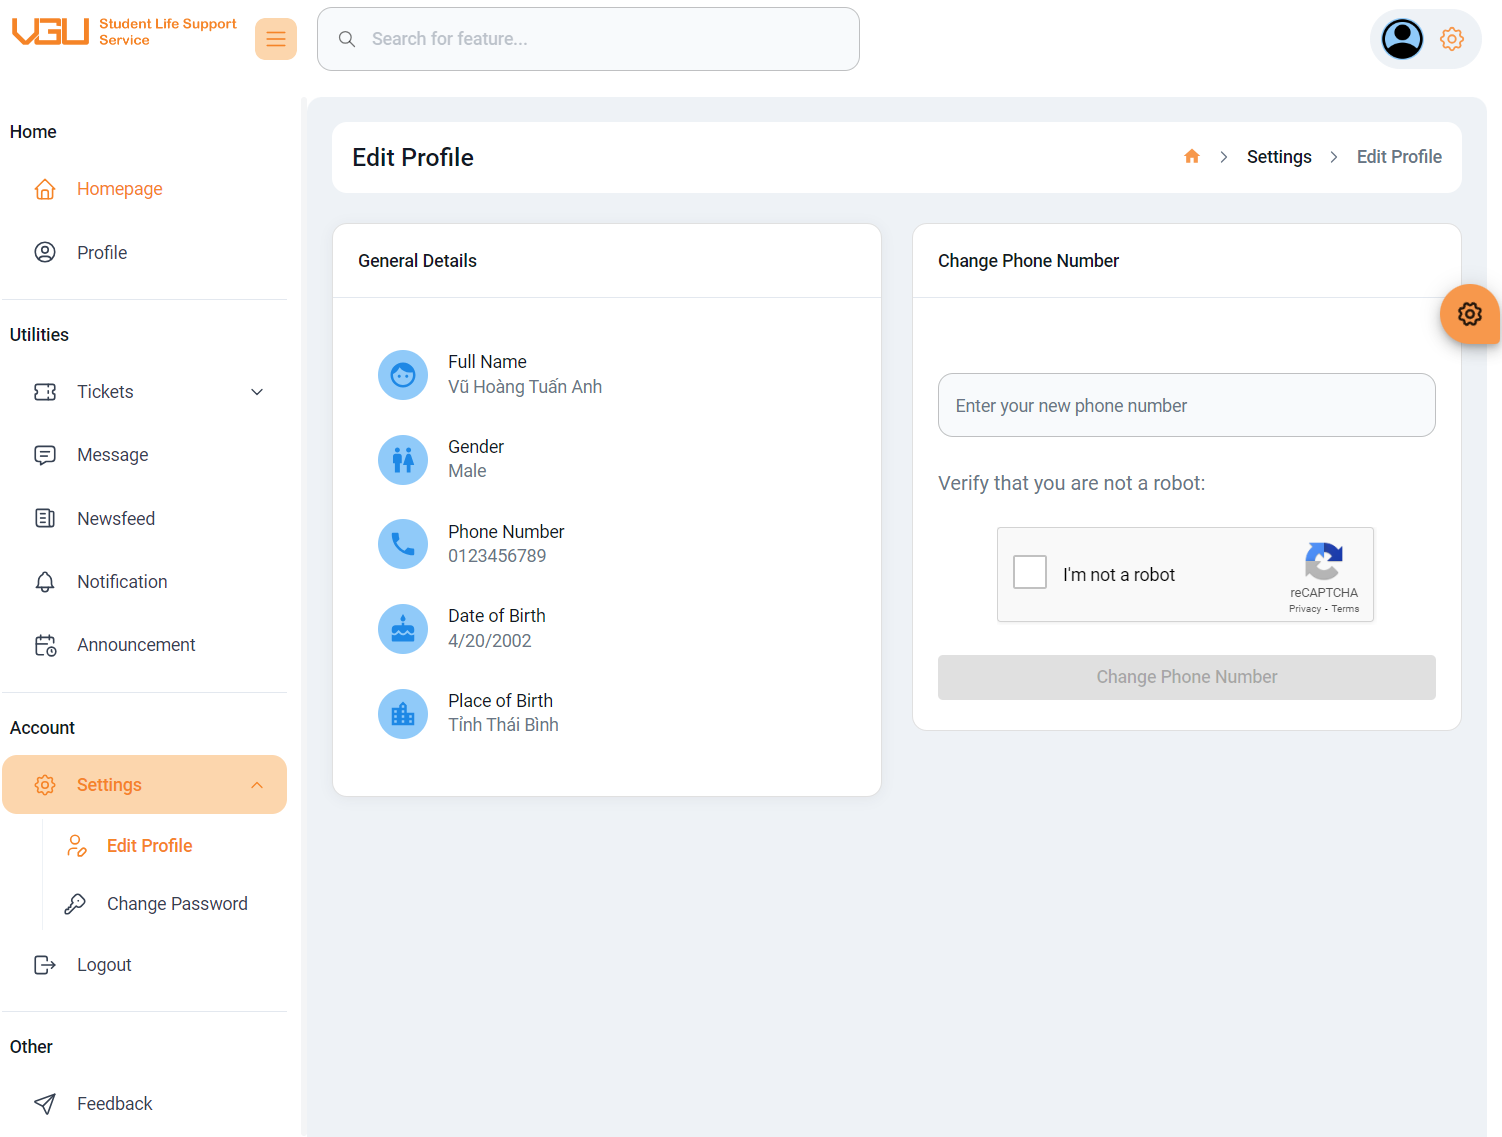 VGU
Student Life Support
Service
Search for feature...
Home
Homepage
Profile
Utilities
Tickets
Message
Newsfeed
Notification
Announcement
Account
Settings
Edit Profile
Change Password
Logout
Other
Feedback
Edit Profile
Settings
Edit Profile
General Details
Full Name
Vũ Hoàng Tuấn Anh
Gender
Male
Phone Number
0123456789
Date of Birth
4/20/2002
Place of Birth
Tỉnh Thái Bình
Change Phone Number
Enter your new phone number
Verify that you are not a robot:
I'm not a robot
reCAPTCHA
Privacy - Terms
Change Phone Number